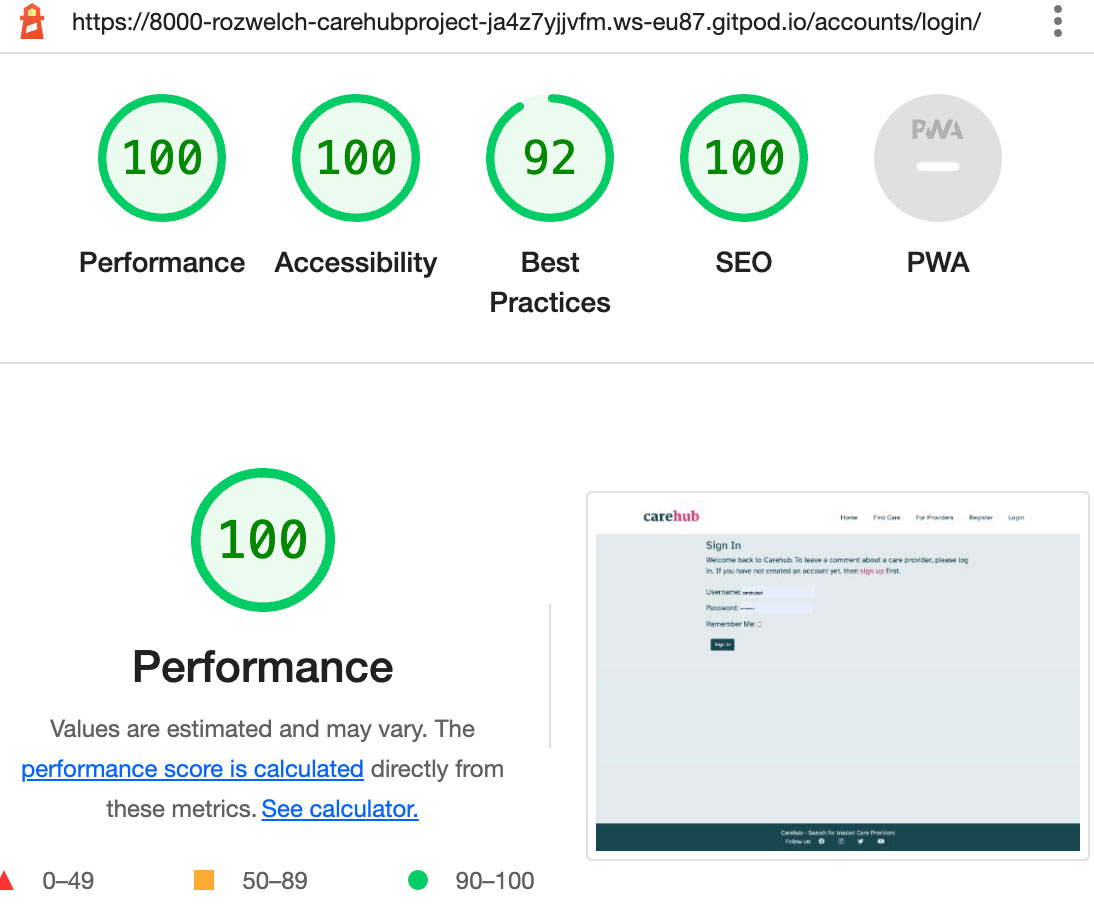 https://8000-rozwelch-carehubproject-ja4z7yjjvfm.ws-eu87.gitpod.io/accounts/login/
100
100
92
100
PWA
Performance
Accessibility
Best
Practices
SEO
PWA
100
Performance
Values are estimated and may vary. The
performance score is calculated directly from
these metrics. See calculator.
0–49
50–89
90–100
carehub
Home
Find Care
For Providers
Register
Login
Sign In
Welcome back to Carehub. To leave a comment about a care provider, please log
in. If you have not created an account yet, then sign up first.
Username:
Password:
Remember Me:
Sign In
Carehub - Search for trusted Care Providers
Follow us: